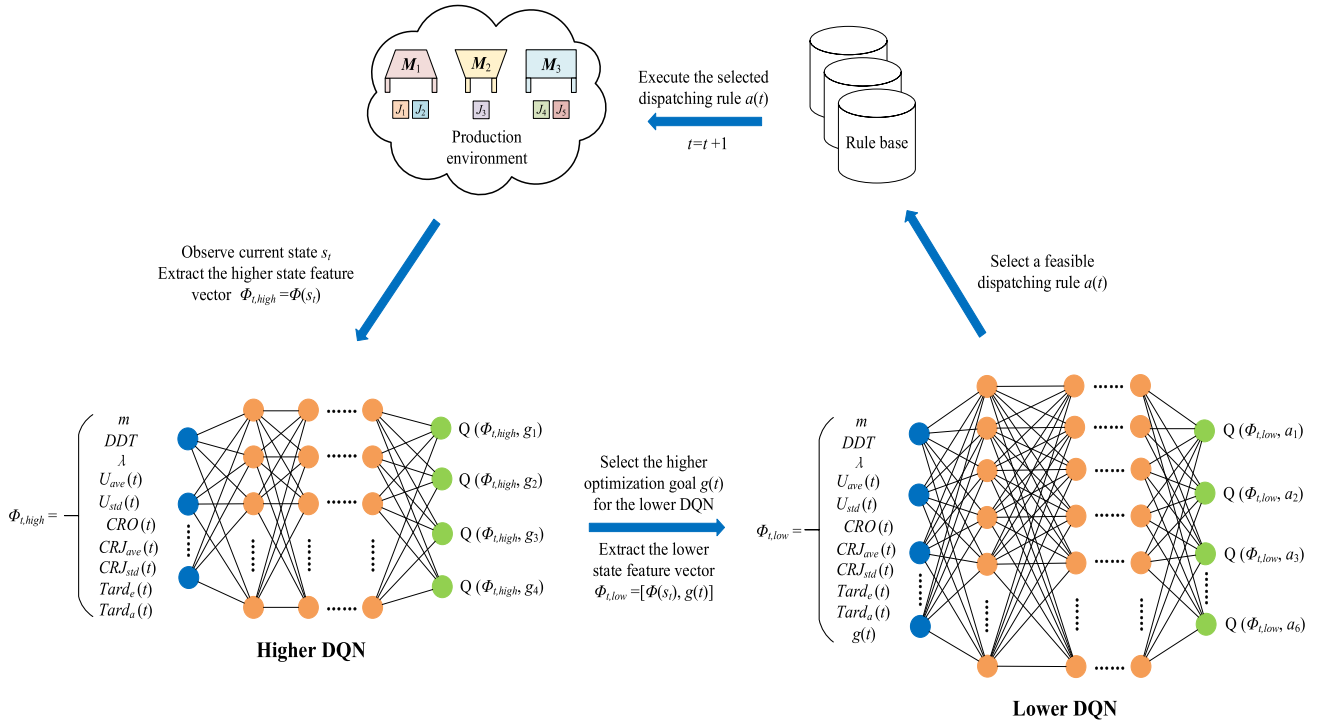 M₁ M₂ M₃
J₁ J₂ J₃ J₄ J₅
Production
environment
Execute the selected
dispatching rule a(t)
t=t +1
Rule base
Observe current state sₜ
Extract the higher state feature
vector Φt,high =Φ(sₜ)
Select a feasible
dispatching rule a(t)
Φt,high =
m
DDT
λ
Uave(t)
Ustd(t)
CRO(t)
CRJave(t)
CRJstd(t)
Tarde(t)
Tarda(t)
Q (Φt,high, g₁)
Q (Φt,high, g₂)
Q (Φt,high, g₃)
Q (Φt,high, g₄)
Higher DQN
Select the higher
optimization goal g(t)
for the lower DQN
Extract the lower
state feature vector
Φt,low =[Φ(sₜ), g(t)]
Φt,low =
m
DDT
λ
Uave(t)
Ustd(t)
CRO(t)
CRJave(t)
CRJstd(t)
Tarde(t)
Tarda(t)
g(t)
Q (Φt,low, a₁)
Q (Φt,low, a₂)
Q (Φt,low, a₃)
Q (Φt,low, a₆)
Lower DQN